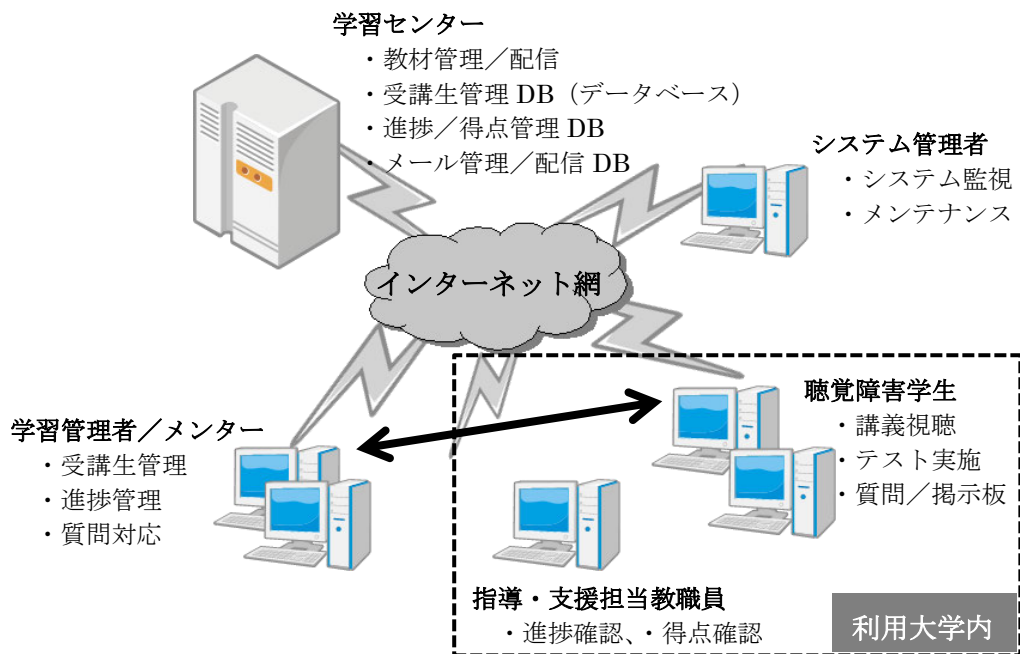 学習センター
・教材管理／配信
・受講生管理 DB（データベース）
・進捗／得点管理 DB
・メール管理／配信 DB
システム管理者
・システム監視
・メンテナンス
インターネット網
学習管理者／メンター
・受講生管理
・進捗管理
・質問対応
聴覚障害学生
・講義視聴
・テスト実施
・質問／掲示板
指導・支援担当教職員
・進捗確認、・得点確認
利用大学内